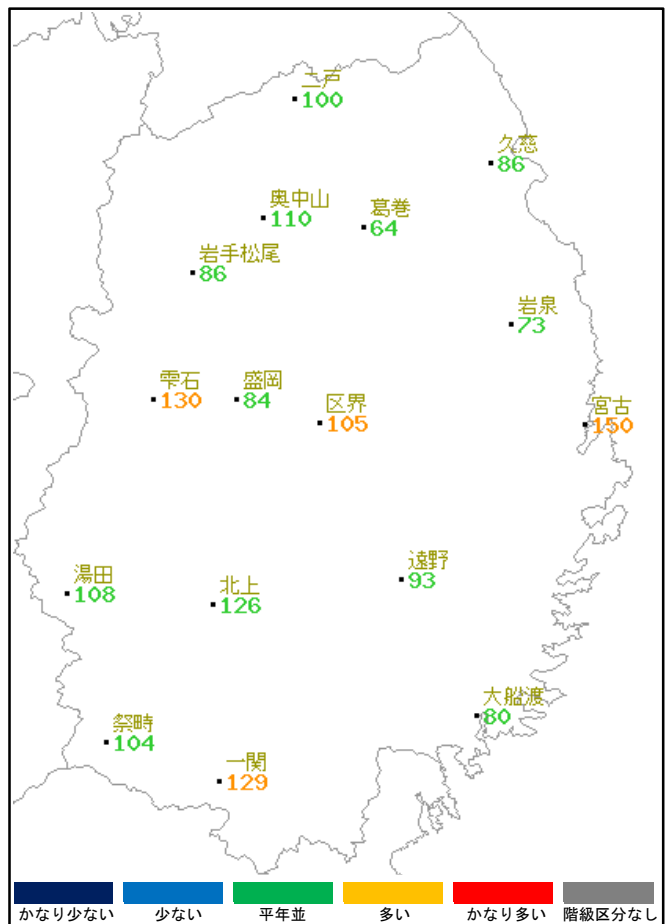 二戸
100
久慈
86
奥中山
110
葛巻
64
岩手松尾
86
岩泉
73
雫石
130
盛岡
84
区界
105
宮古
150
湯田
108
北上
126
遠野
93
大船渡
80
祭畤
104
一関
129
かなり少ない 少ない 平年並 多い かなり多い 階級区分なし